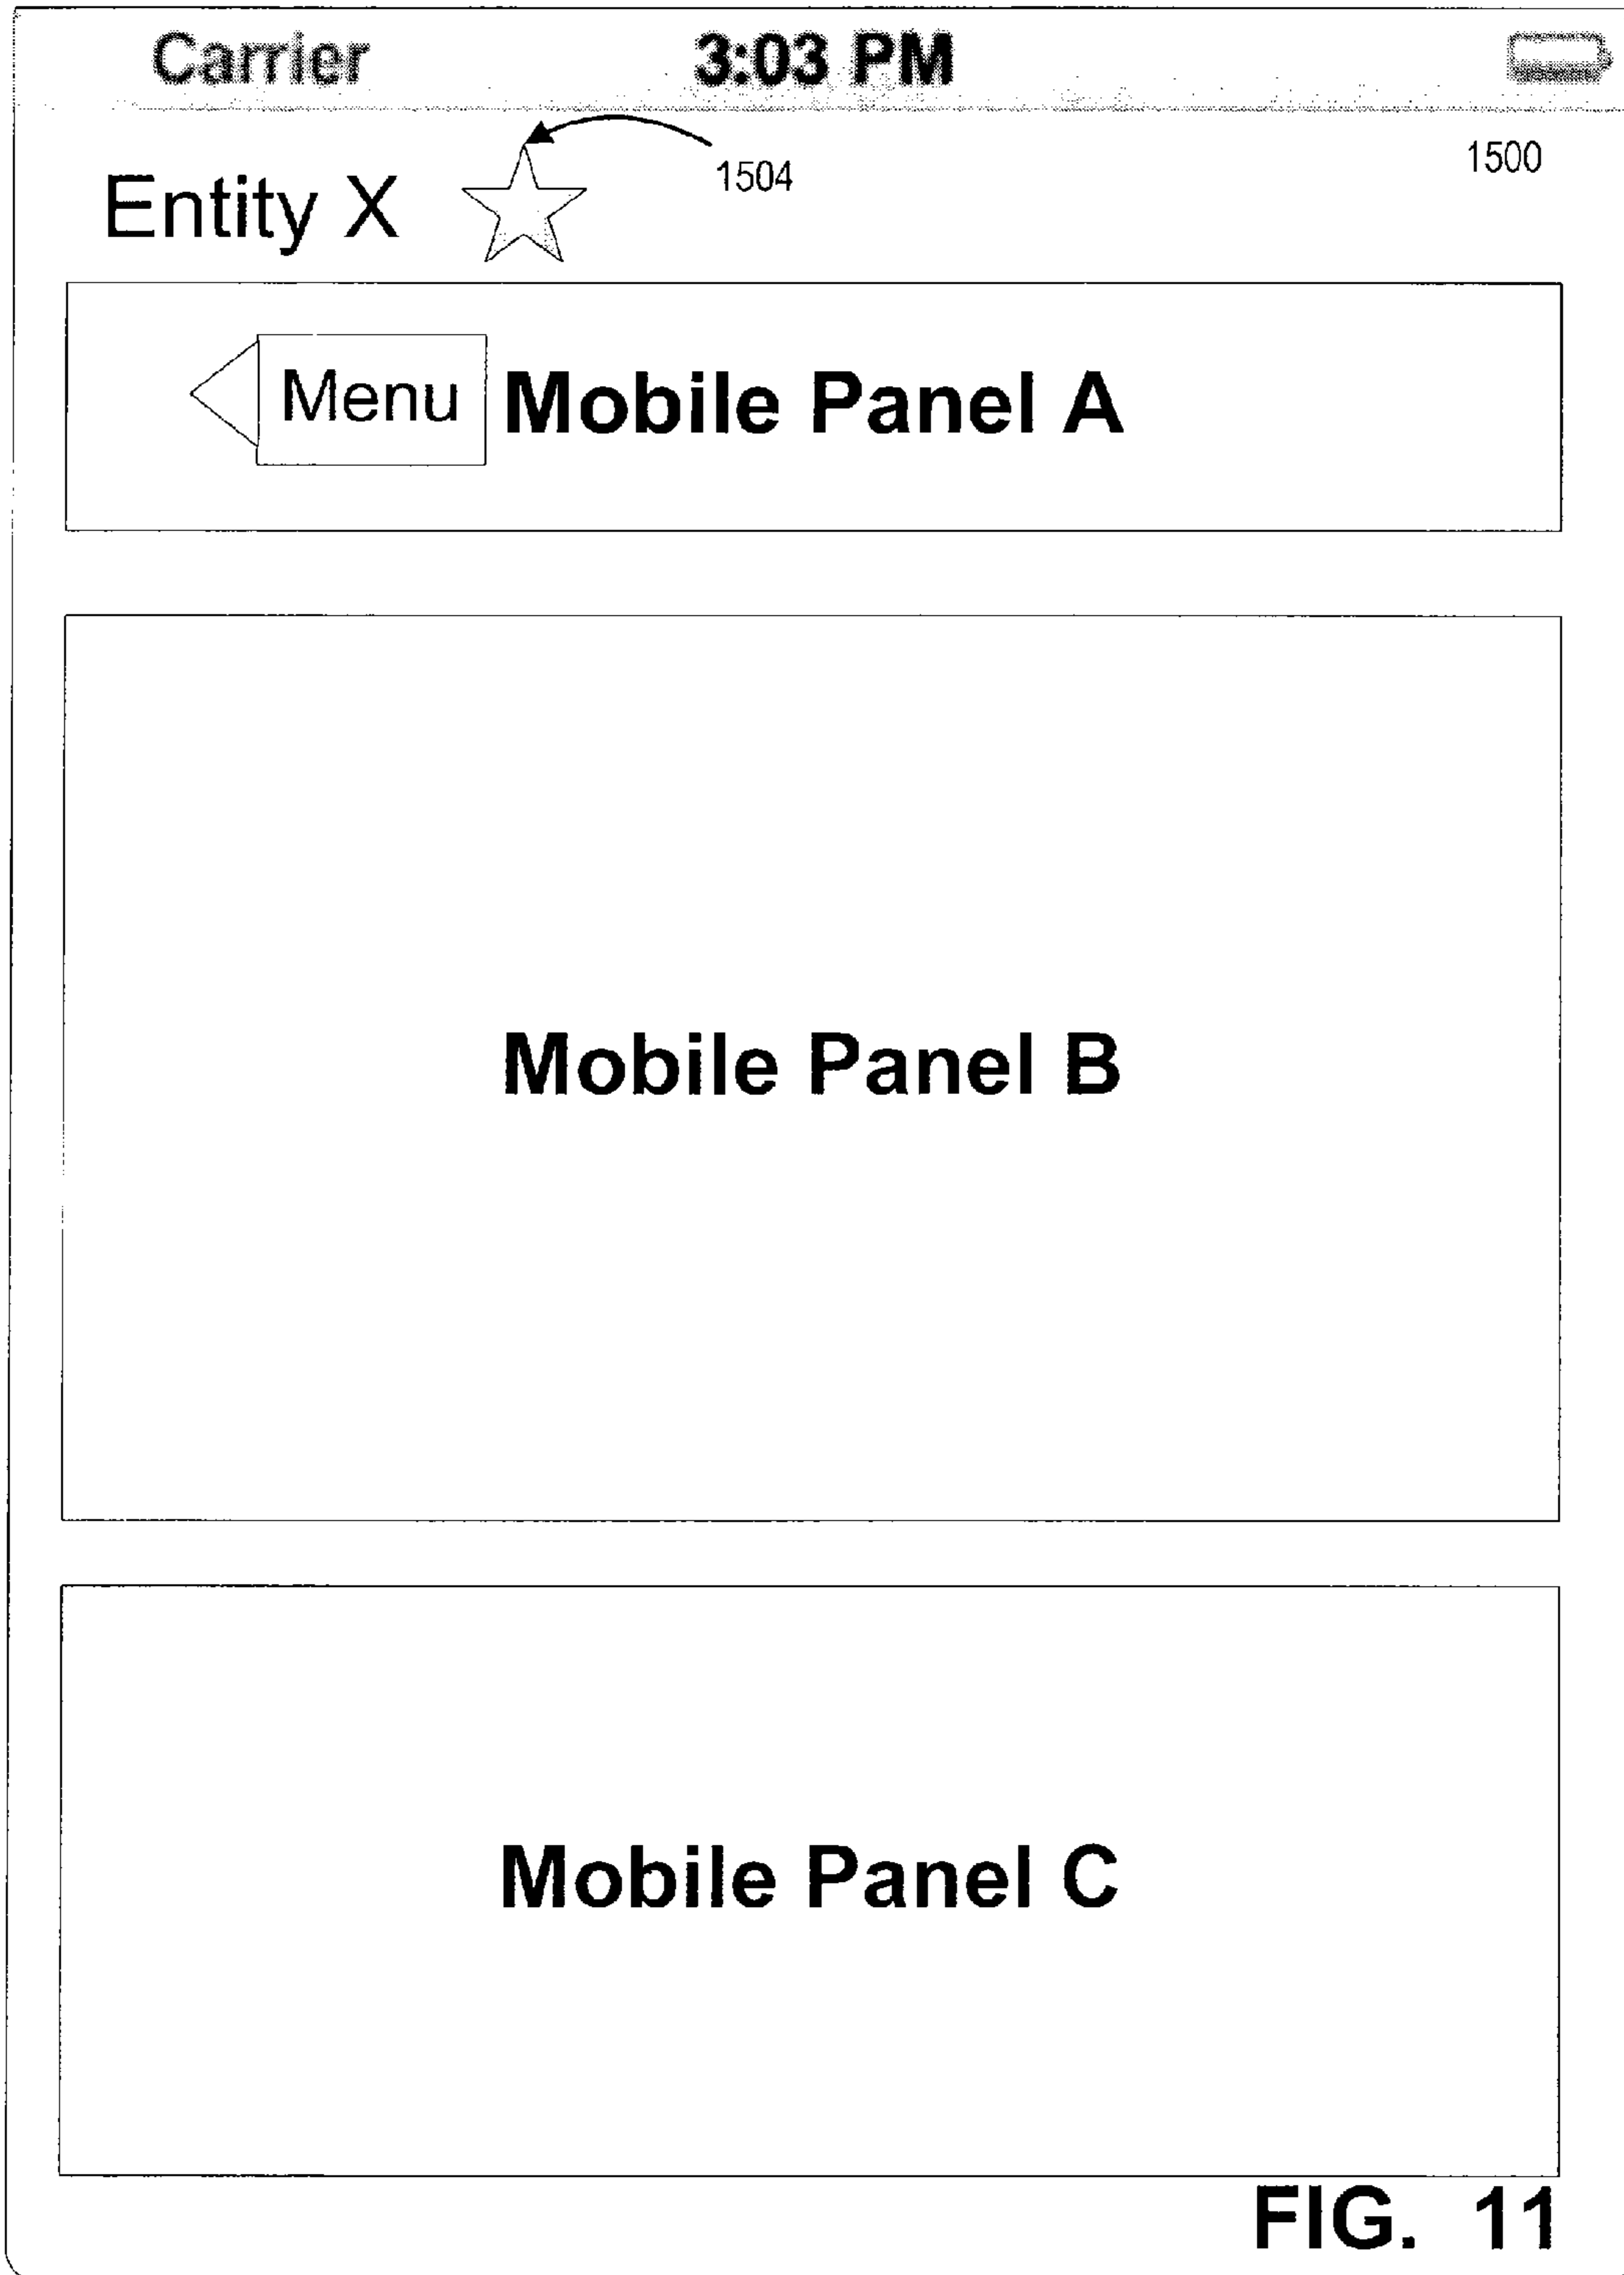 Carrier 3:03 PM
1500
1504
Entity X
Menu Mobile Panel A
Mobile Panel B
Mobile Panel C
FIG. 11